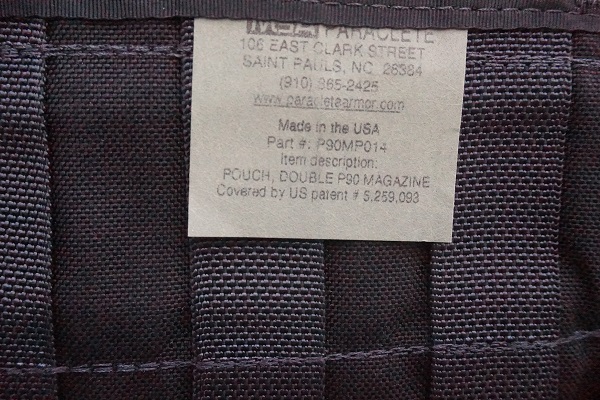 PARACLETE
106 EAST CLARK STREET
SAINT PAULS, NC 28384
(910) 865-2425
www.paracletearmor.com
Made in the USA
Part #: P90MP014
Item description:
POUCH, DOUBLE P90 MAGAZINE
Covered by US patent # 5,259,093